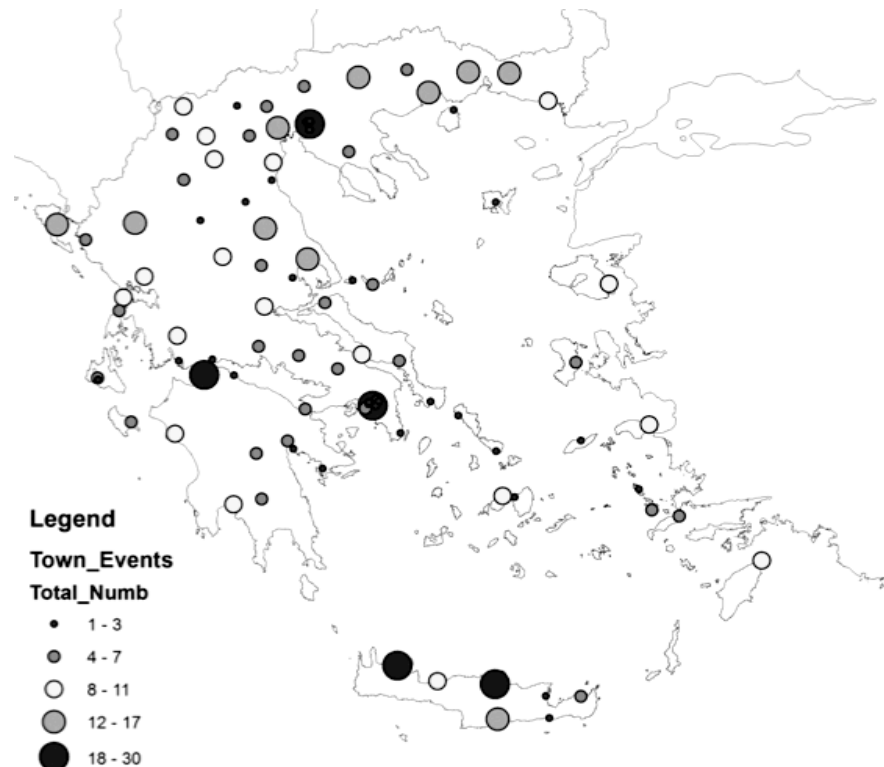 Legend
Town_Events
Total_Numb
1 - 3
4 - 7
8 - 11
12 - 17
18 - 30